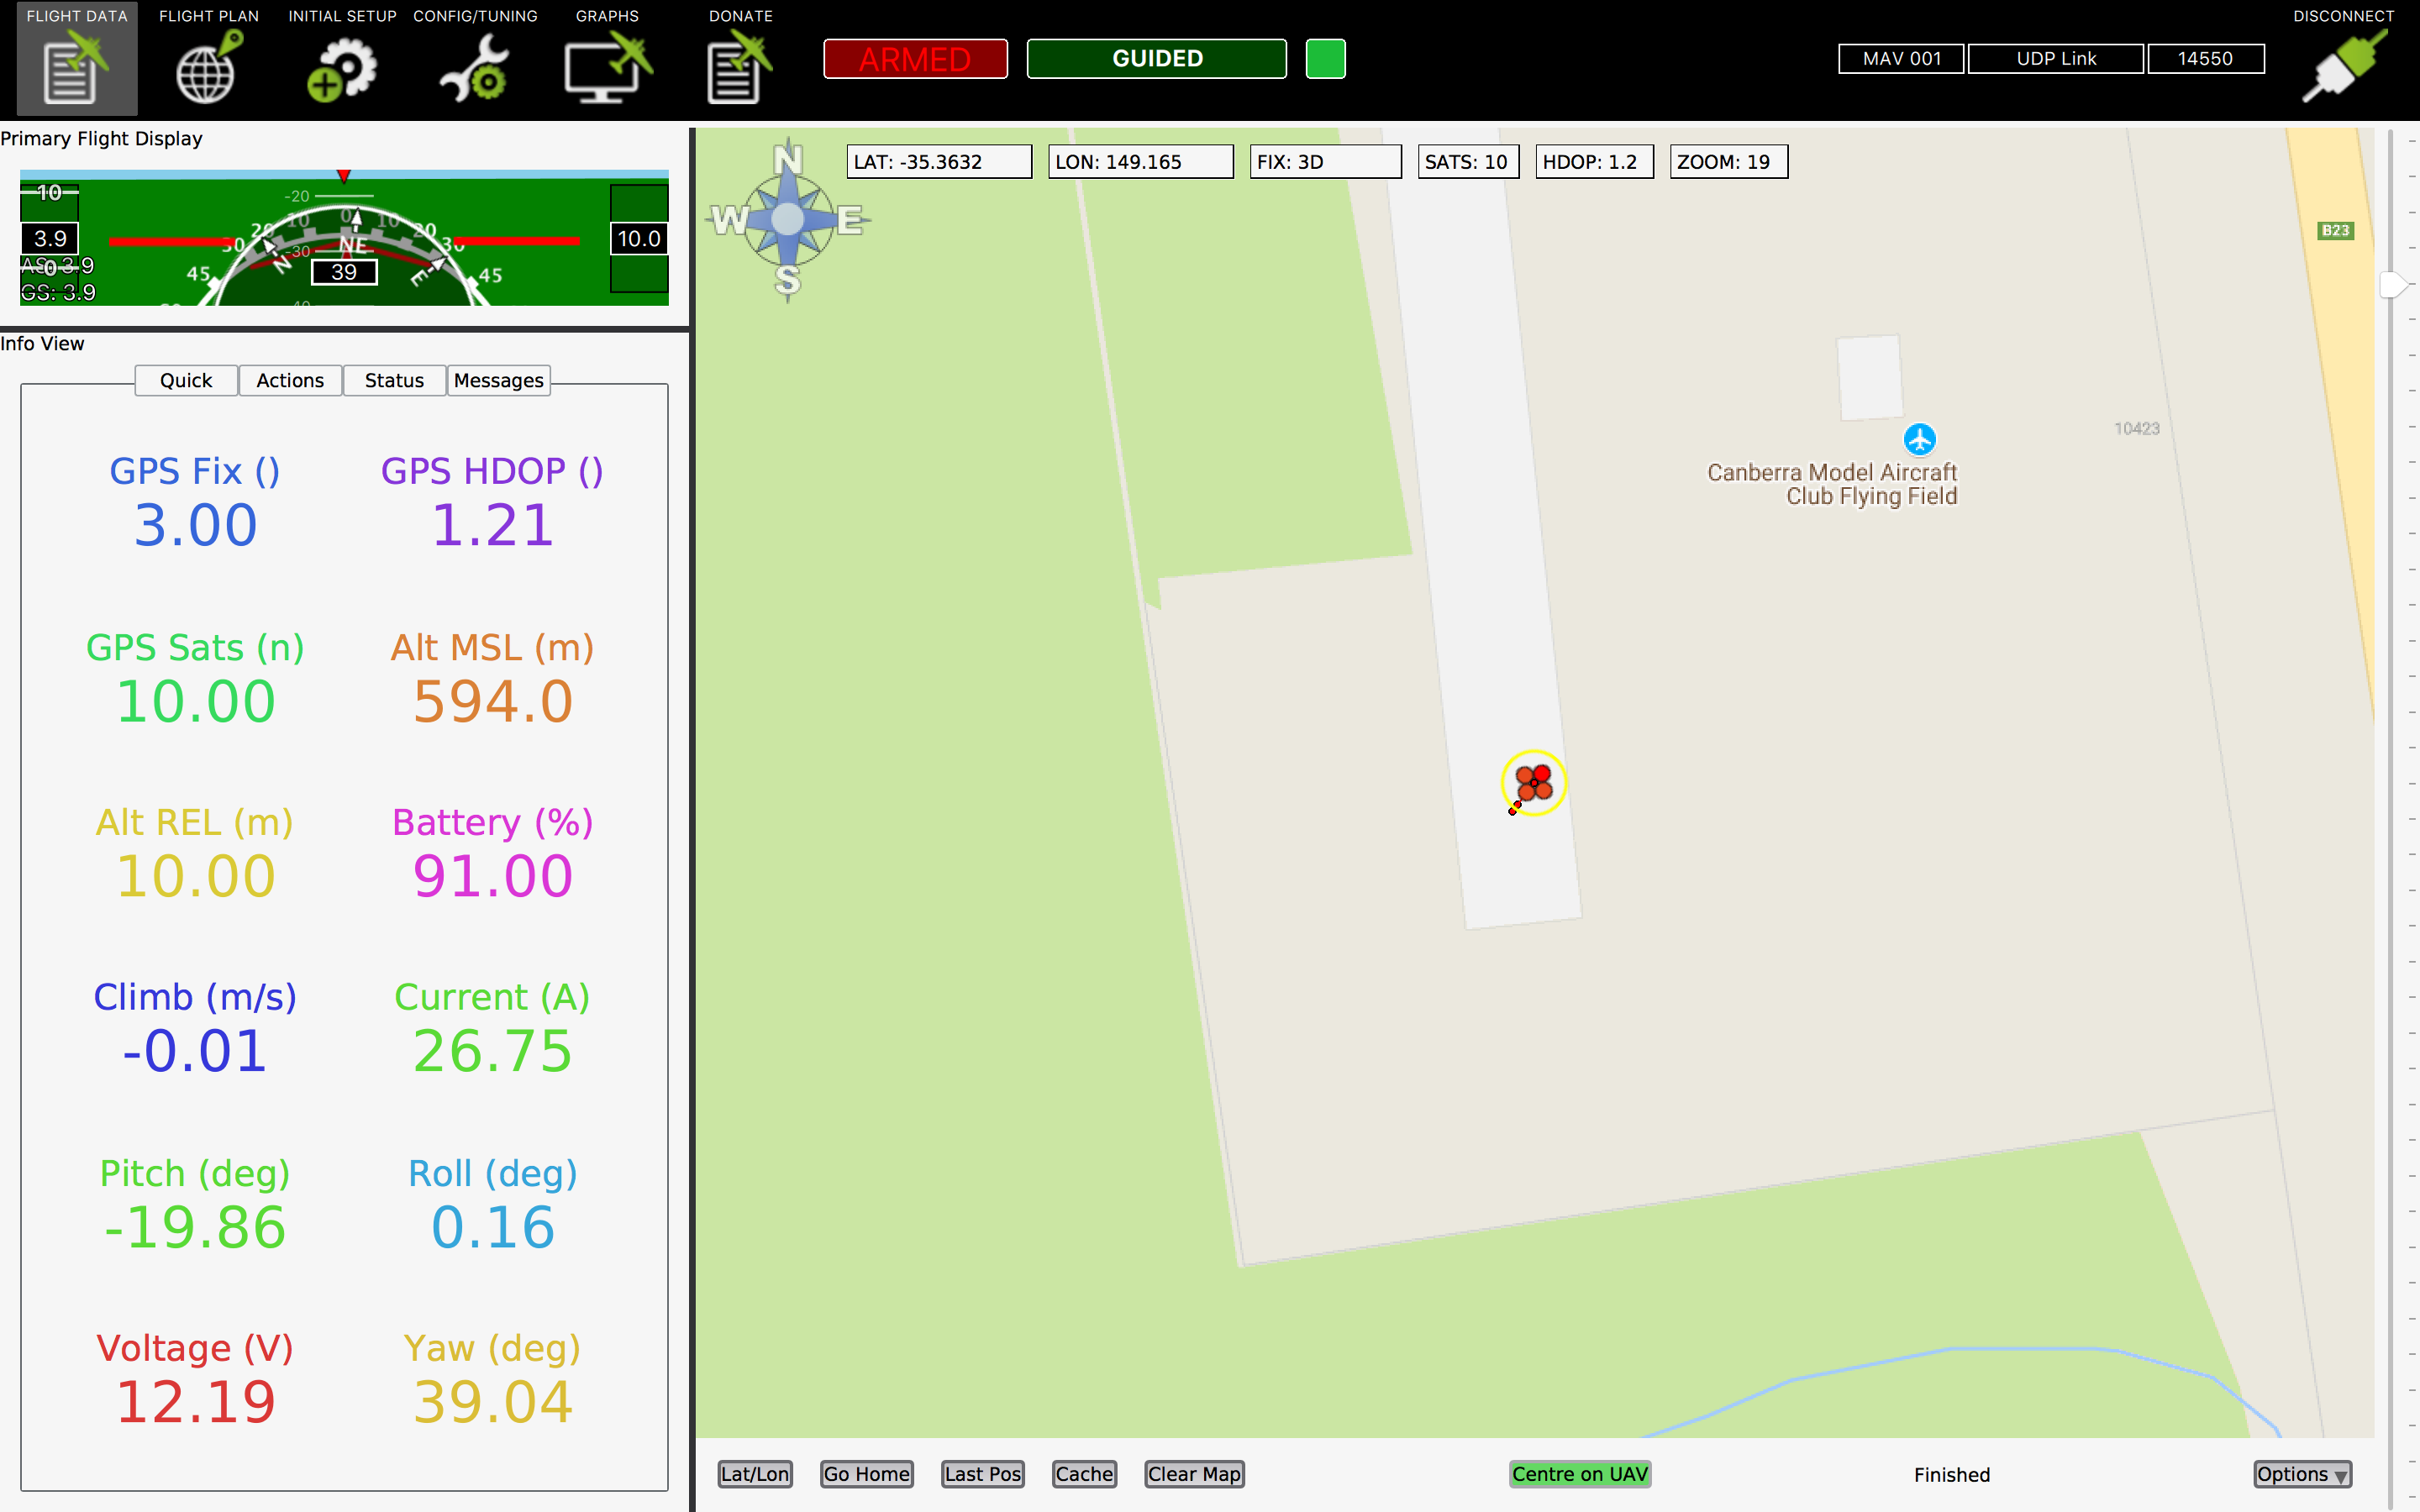 FLIGHT DATA FLIGHT PLAN INITIAL SETUP CONFIG/TUNING GRAPHS DONATE DISCONNECT
ARMED GUIDED MAV 001 UDP Link 14550
Primary Flight Display
10
3.9
0
AS: 3.9
GS: 3.9
-20
20 10 0 10 20
30 30
45 45
-30
N NE E
39
10.0
Info View
Quick Actions Status Messages
GPS Fix () GPS HDOP ()
3.00 1.21
GPS Sats (n) Alt MSL (m)
10.00 594.0
Alt REL (m) Battery (%)
10.00 91.00
Climb (m/s) Current (A)
-0.01 26.75
Pitch (deg) Roll (deg)
-19.86 0.16
Voltage (V) Yaw (deg)
12.19 39.04
N
W E
S
LAT: -35.3632 LON: 149.165 FIX: 3D SATS: 10 HDOP: 1.2 ZOOM: 19
B23
10423
Canberra Model Aircraft
Club Flying Field
Lat/Lon Go Home Last Pos Cache Clear Map Centre on UAV Finished Options